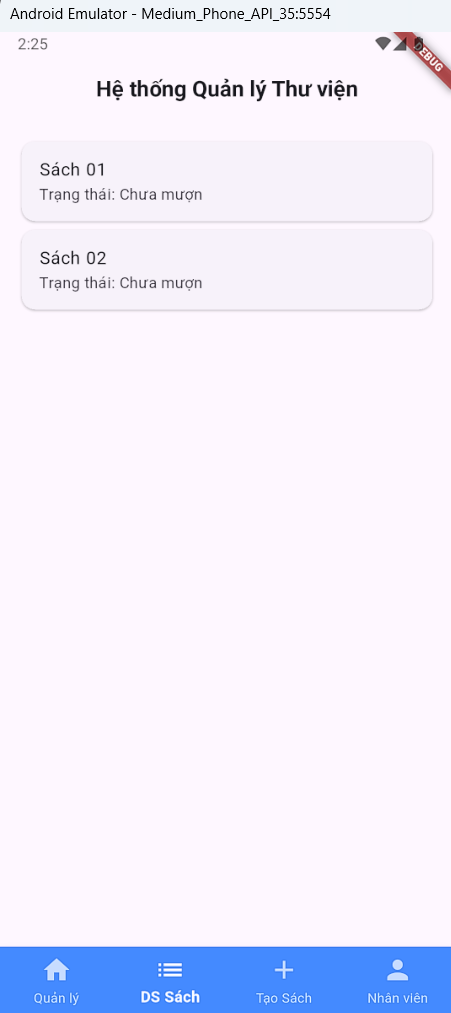 Android Emulator - Medium_Phone_API_35:5554
2:25
DEBUG
Hệ thống Quản lý Thư viện
Sách 01
Trạng thái: Chưa mượn
Sách 02
Trạng thái: Chưa mượn
Quản lý
DS Sách
Tạo Sách
Nhân viên